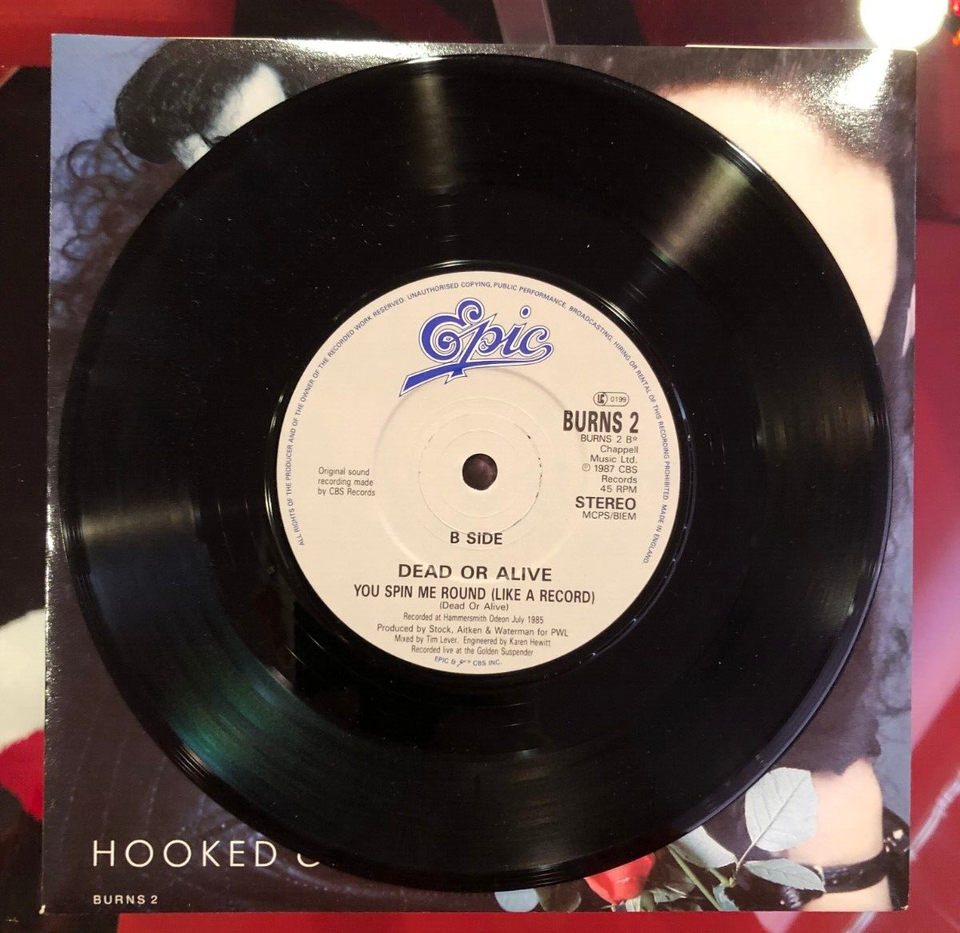 ALL RIGHTS OF THE PRODUCER AND OF THE OWNER OF THE RECORDED WORK RESERVED. UNAUTHORISED COPYING, PUBLIC PERFORMANCE, BROADCASTING, HIRING OR RENTAL OF THIS RECORDING PROHIBITED. MADE IN ENGLAND.
Epic
LC 0199
BURNS 2
BURNS 2 B*
Chappell
Music Ltd.
℗ 1987 CBS
Records
45 RPM
STEREO
MCPS/BIEM
Original sound
recording made
by CBS Records
B SIDE
DEAD OR ALIVE
YOU SPIN ME ROUND (LIKE A RECORD)
(Dead Or Alive)
Recorded at Hammersmith Odeon July 1985
Produced by Stock, Aitken & Waterman for PWL
Mixed by Tim Lever. Engineered by Karen Hewitt
Recorded live at the Golden Suspender
EPIC & CBS INC.
HOOKED
BURNS 2